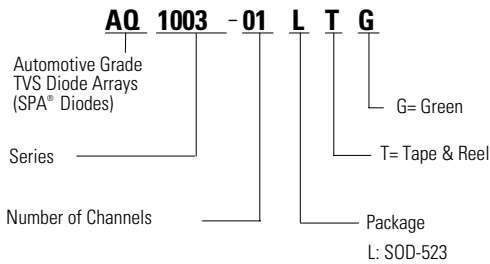 AQ 1003 - 01 L T G
Automotive Grade
TVS Diode Arrays
(SPA® Diodes)
G= Green
Series
T= Tape & Reel
Number of Channels
Package
L: SOD-523